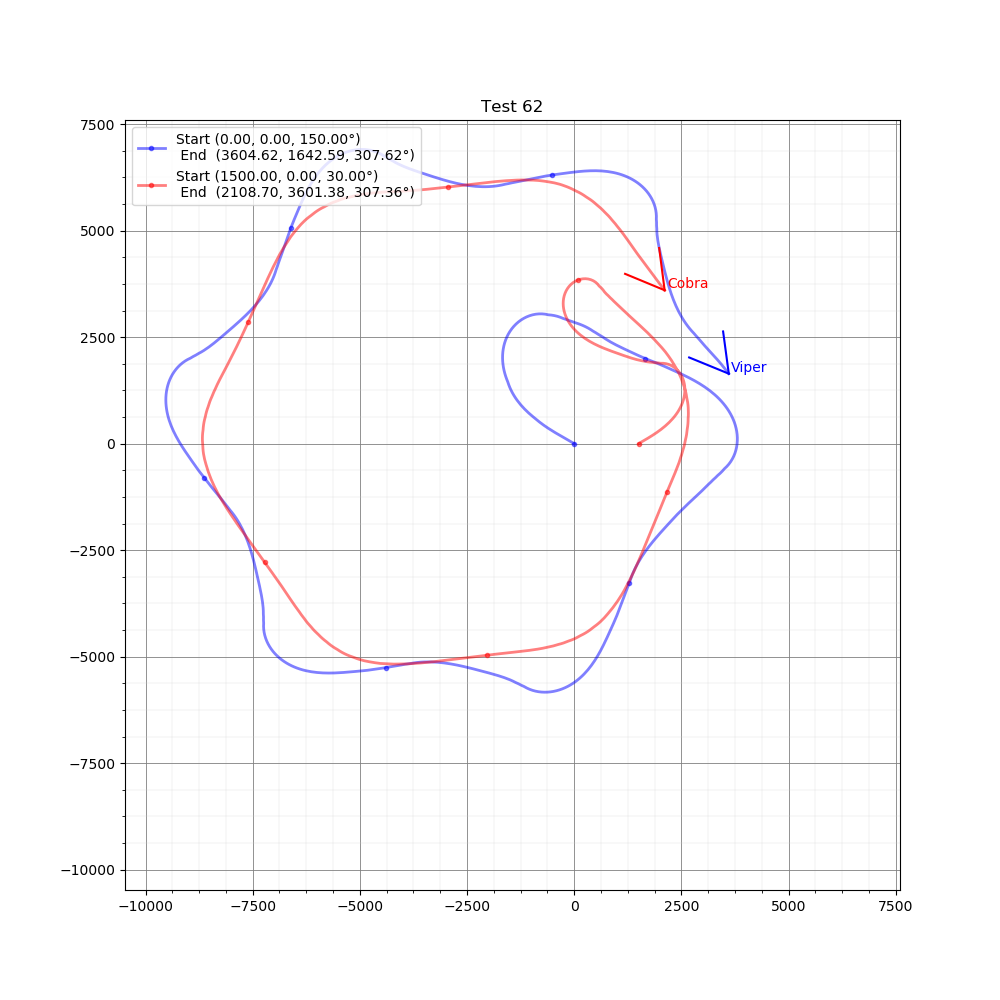 Test 62
Start (0.00, 0.00, 150.00°)
End (3604.62, 1642.59, 307.62°)
Start (1500.00, 0.00, 30.00°)
End (2108.70, 3601.38, 307.36°)
7500
5000
2500
0
−2500
−5000
−7500
−10000
Cobra
Viper
−10000 −7500 −5000 −2500 0 2500 5000 7500